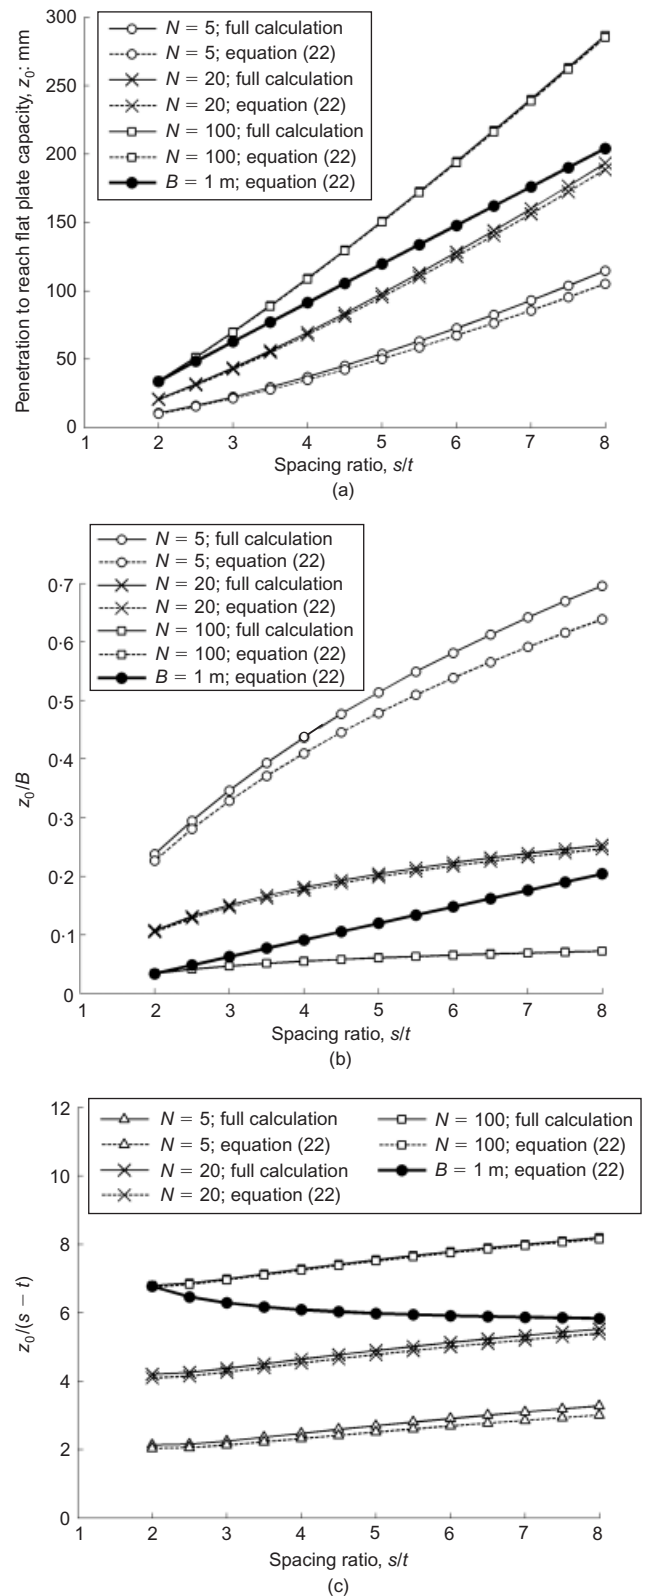 N = 5; full calculation
N = 5; equation (22)
N = 20; full calculation
N = 20; equation (22)
N = 100; full calculation
N = 100; equation (22)
B = 1 m; equation (22)
Penetration to reach flat plate capacity, z₀: mm
300
250
200
150
100
50
0
1 2 3 4 5 6 7 8
Spacing ratio, s/t
(a)
N = 5; full calculation
N = 5; equation (22)
N = 20; full calculation
N = 20; equation (22)
N = 100; full calculation
N = 100; equation (22)
B = 1 m; equation (22)
z₀/B
0·7
0·6
0·5
0·4
0·3
0·2
0·1
0
1 2 3 4 5 6 7 8
Spacing ratio, s/t
(b)
N = 5; full calculation
N = 5; equation (22)
N = 20; full calculation
N = 20; equation (22)
N = 100; full calculation
N = 100; equation (22)
B = 1 m; equation (22)
z₀/(s − t)
12
10
8
6
4
2
0
1 2 3 4 5 6 7 8
Spacing ratio, s/t
(c)